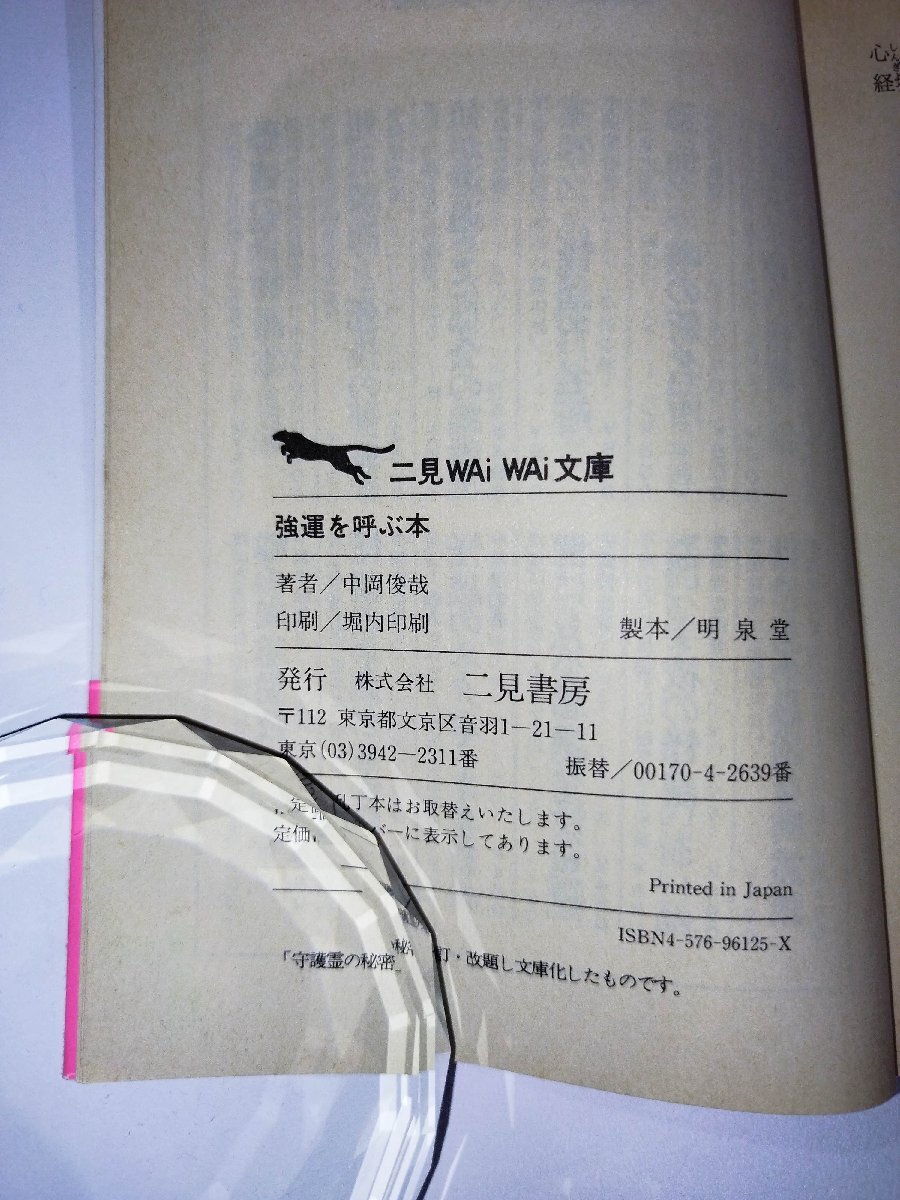 二見WAi WAi文庫
強運を呼ぶ本
著者／中岡俊哉
印刷／堀内印刷 製本／明泉堂
発行 株式会社 二見書房
〒112 東京都文京区音羽1—21—11
東京(03)3942—2311番 振替／00170-4-2639番
丁本はお取替えいたします。
定価 バーに表示してあります。
Printed in Japan
ISBN4-576-96125-X
「守護霊の秘密 訂・改題し文庫化したものです。
心
経